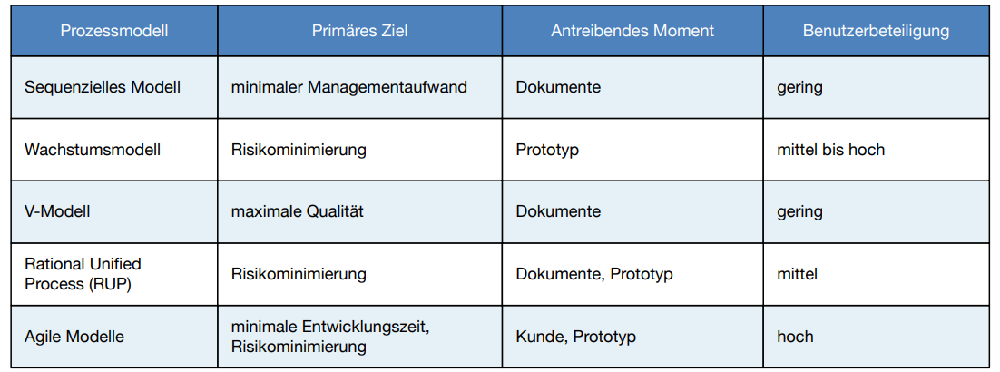 Prozessmodell Primäres Ziel Antreibendes Moment Benutzerbeteiligung
Sequenzielles Modell minimaler Managementaufwand Dokumente gering
Wachstumsmodell Risikominimierung Prototyp mittel bis hoch
V-Modell maximale Qualität Dokumente gering
Rational Unified
Process (RUP) Risikominimierung Dokumente, Prototyp mittel
Agile Modelle minimale Entwicklungszeit,
Risikominimierung Kunde, Prototyp hoch